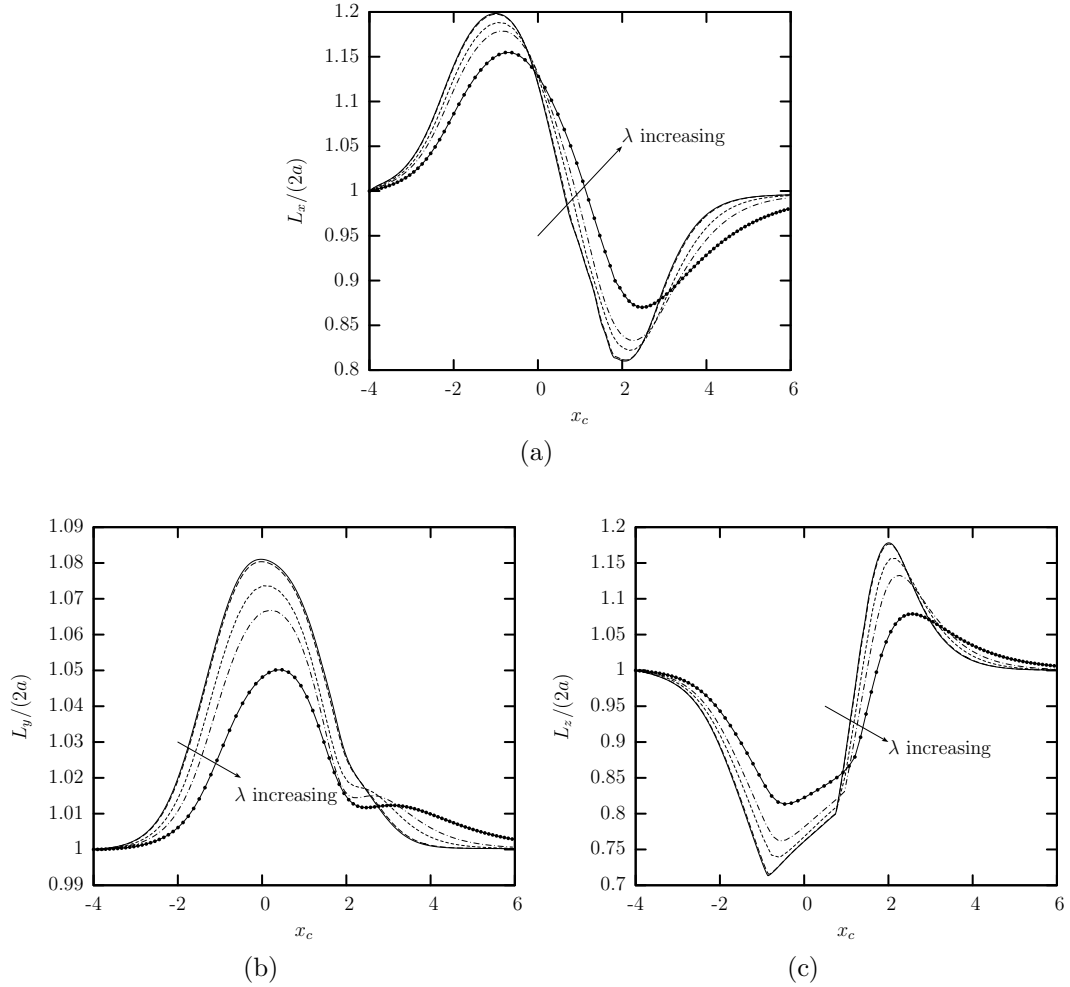 1.2
1.15
1.1
1.05
1
0.95
0.9
0.85
0.8
L_x/(2a)
λ increasing
-4 -2 0 2 4 6
x_c
(a)
1.09
1.08
1.07
1.06
1.05
1.04
1.03
1.02
1.01
1
0.99
L_y/(2a)
λ increasing
-4 -2 0 2 4 6
x_c
(b)
1.2
1.15
1.1
1.05
1
0.95
0.9
0.85
0.8
0.75
0.7
L_z/(2a)
λ increasing
-4 -2 0 2 4 6
x_c
(c)